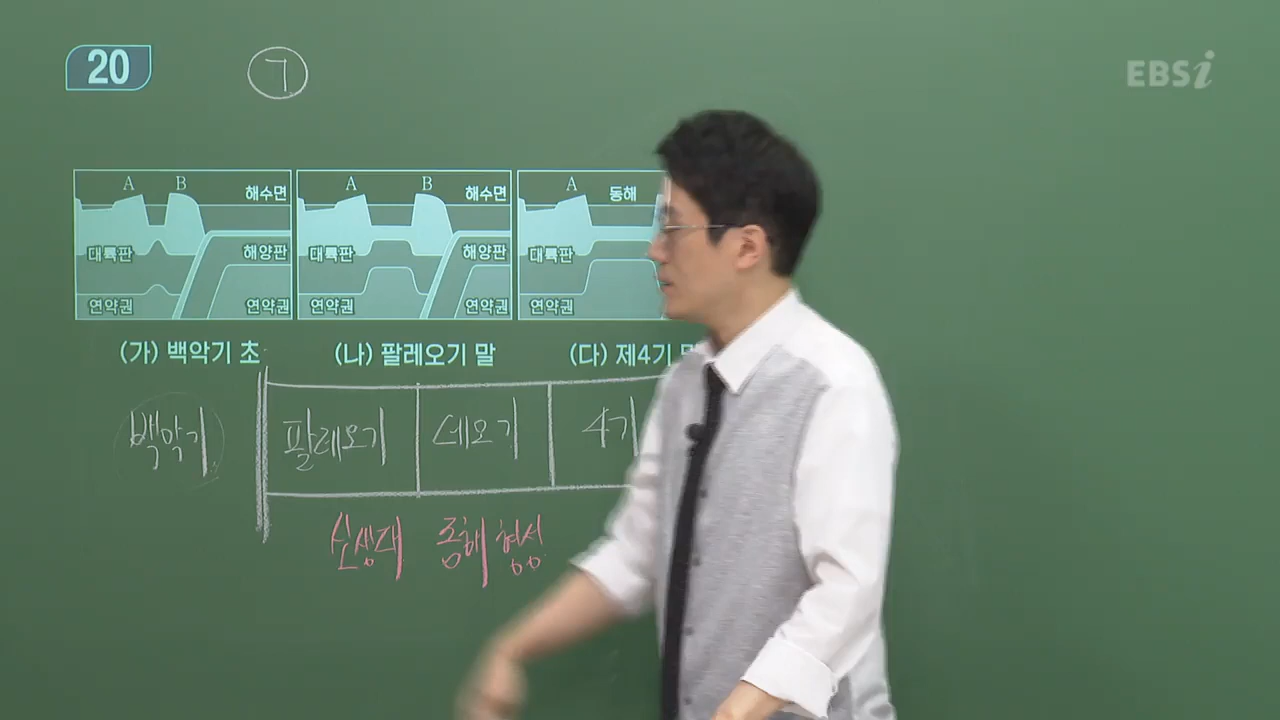 20
ㄱ
EBSi
A B 해수면
대륙판 해양판
연약권 연약권
A B 해수면
대륙판 해양판
연약권 연약권
A 동해
대륙판
연약권
(가) 백악기 초
(나) 팔레오기 말
(다) 제4기
백악기
팔레오기
네오기
4기
신생대 동해 형성